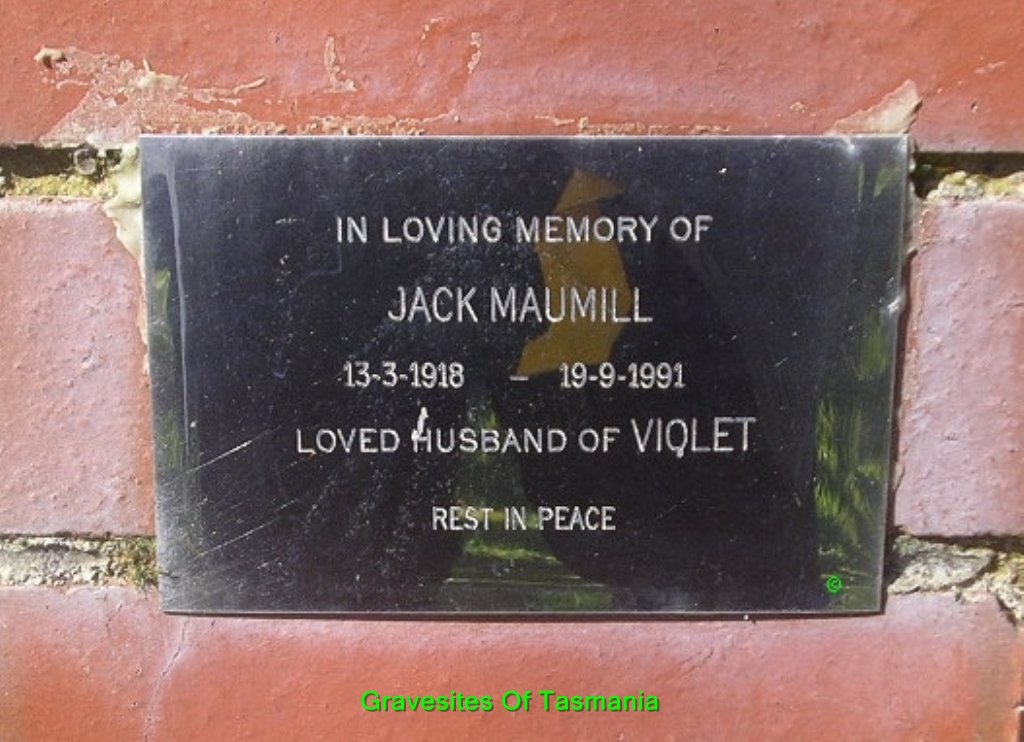 IN LOVING MEMORY OF
JACK MAUMILL
13-3-1918 – 19-9-1991
LOVED HUSBAND OF VIOLET
REST IN PEACE
©
Gravesites Of Tasmania